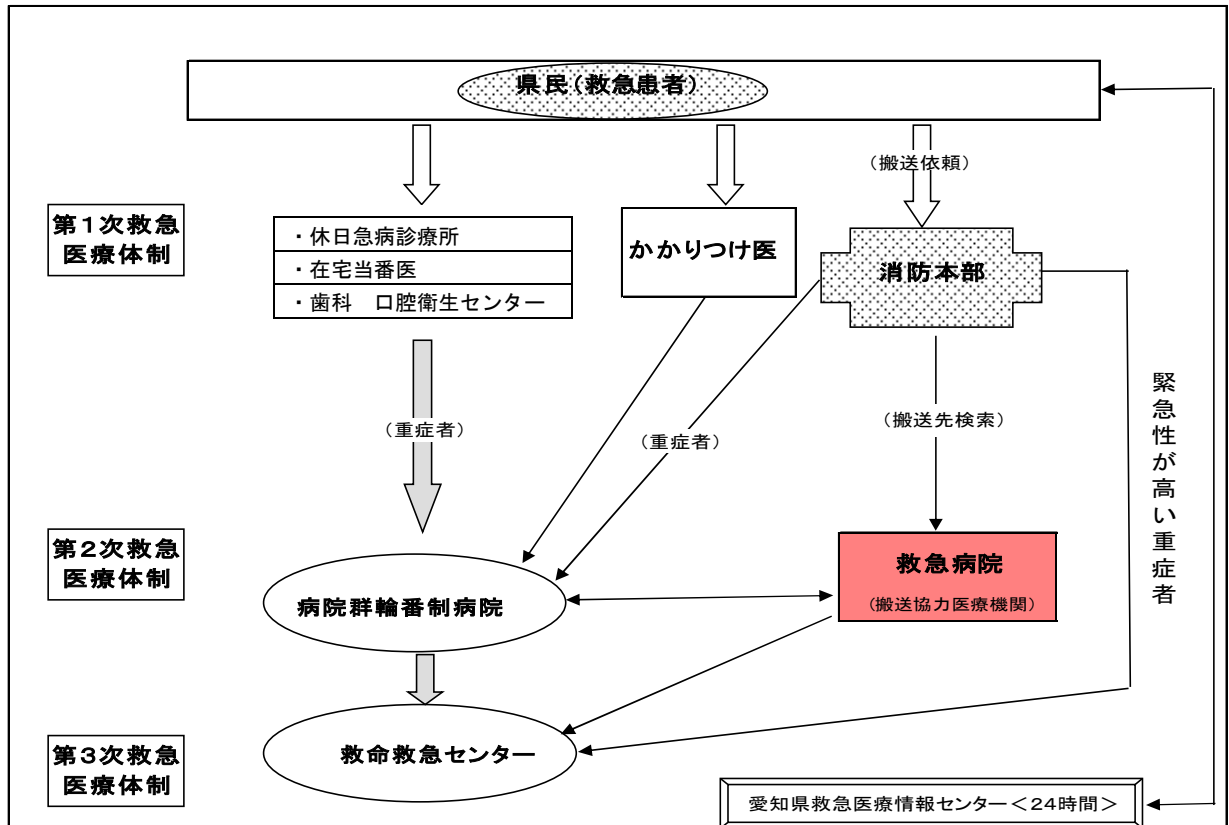 県民（救急患者）
（搬送依頼）
第１次救急
医療体制
・休日急病診療所
・在宅当番医
・歯科　口腔衛生センター
かかりつけ医
消防本部
（重症者）
（重症者）
（搬送先検索）
緊急性が高い重症者
第２次救急
医療体制
病院群輪番制病院
救急病院
（搬送協力医療機関）
第３次救急
医療体制
救命救急センター
愛知県救急医療情報センター＜24時間＞